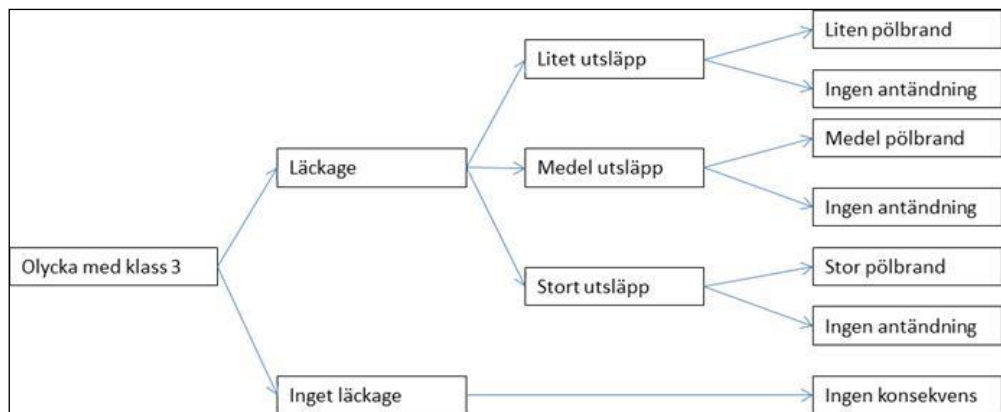 Olycka med klass 3
Läckage
Inget läckage
Litet utsläpp
Medel utsläpp
Stort utsläpp
Liten pölbrand
Ingen antändning
Medel pölbrand
Ingen antändning
Stor pölbrand
Ingen antändning
Ingen konsekvens